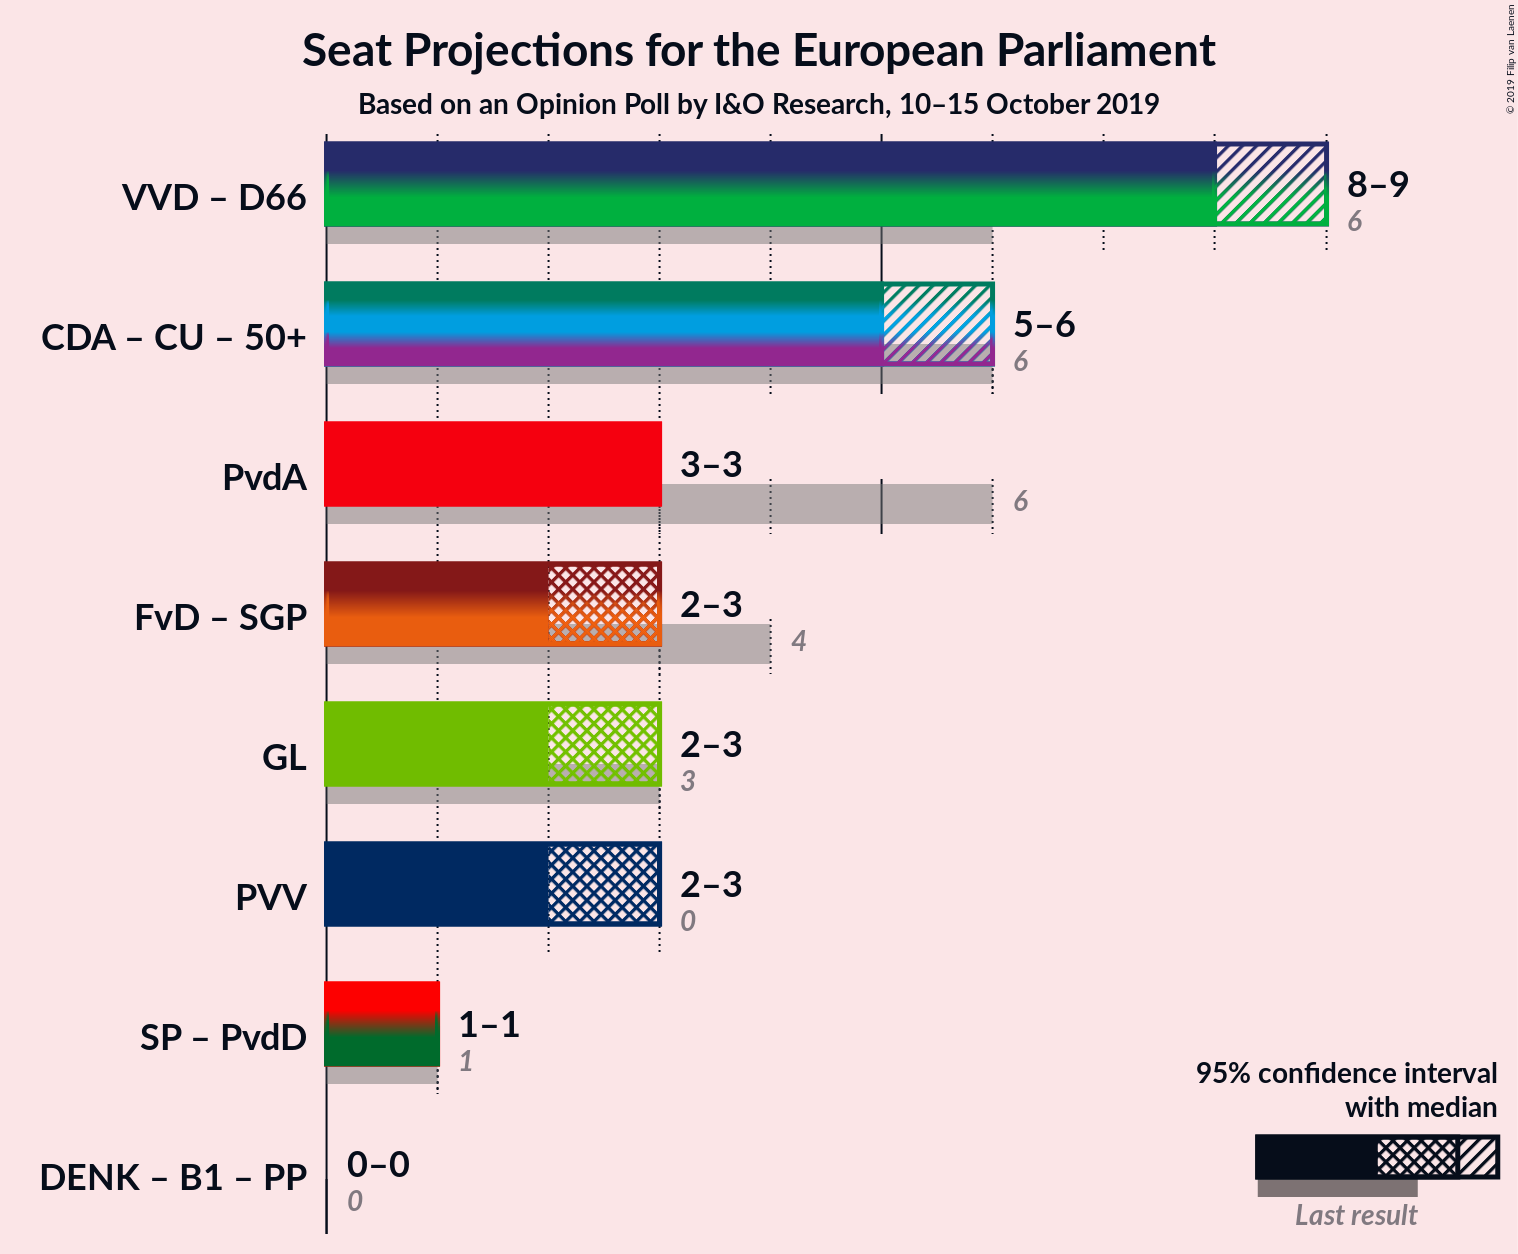 Seat Projections for the European Parliament
Based on an Opinion Poll by I&O Research, 10–15 October 2019
© 2019 Filip van Laenen
VVD – D66
8–9
6
CDA – CU – 50+
5–6
6
PvdA
3–3
6
FvD – SGP
2–3
4
GL
2–3
3
PVV
2–3
0
SP – PvdD
1–1
1
DENK – B1 – PP
0–0
0
95% confidence interval
with median
Last result